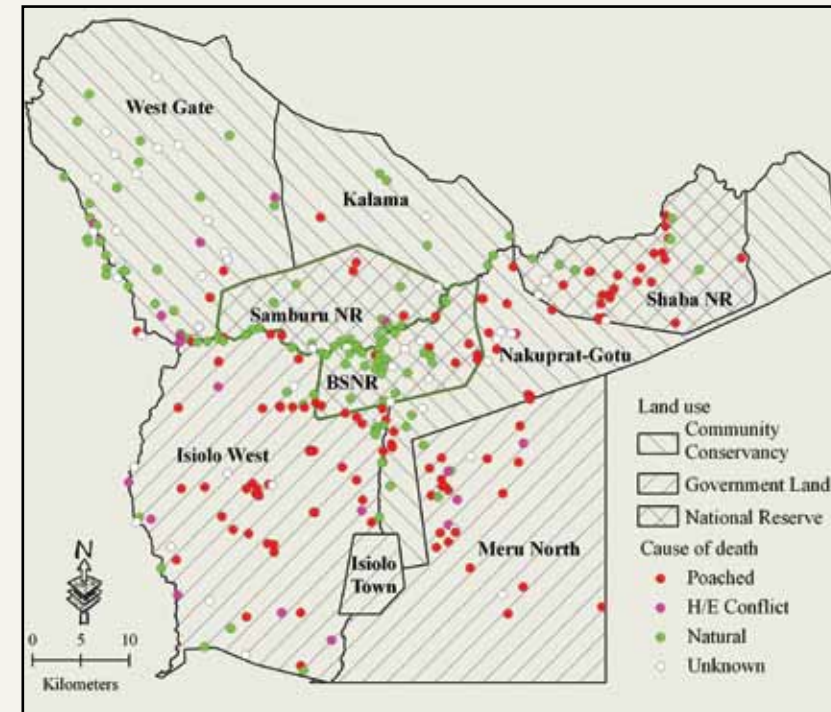 West Gate
Kalama
Samburu NR
Shaba NR
BSNR
Nakuprat-Gotu
Isiolo West
Isiolo
Town
Meru North
Land use
Community
Conservancy
Government Land
National Reserve
Cause of death
Poached
H/E Conflict
Natural
Unknown
N
0 5 10
Kilometers